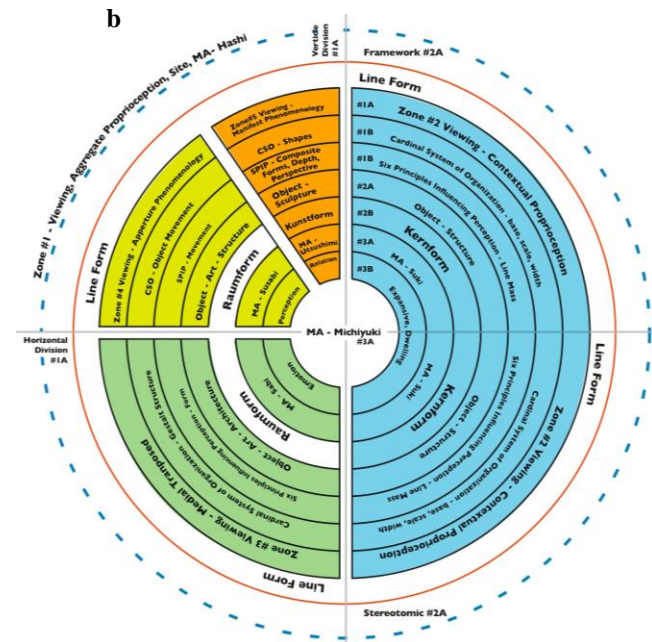 b
Zone #1 - Viewing, Aggregate Proprioception, Site, MA- Hashi
Verticle
Division
#1A
Framework #2A
Line Form
Zone#5 Viewing -
Manifest Phenomenology
CSO - Shapes
SPIP - Composite
Forms, Depth,
Perspective
Object -
Sculpture
Kunstform
MA -
Utsushimi
Relation
#1A
#1B
#1B
#2A
#2B
#3A
#3B
Zone #2 Viewing - Contextual Proprioception
Cardinal System of Organization - base, scale, width
Six Principles Influencing Perception - Line Mass
Object - Structure
Kernform
MA - Suki
Expansive, Dwelling
Line Form
Zone #4 Viewing - Apperture Phenomenology
CSO - Object Movement
SPIP - Movement
Object - Art - Structure
Raumform
MA - Susabi
Perception
Horizontal
Division
#1A
MA - Michiyuki
#3A
Line Form
Emotion
MA - Sabi
Raumform
Object - Art - Architecture
Six Principles Influencing Perception - Form
Cardinal System of Organization - Gestalt Structure
Zone #3 Viewing - Medial Tranposed
Line Form
MA - Suki
Kernform
Object - Structure
Six Principles Influencing Perception - Line Mass
Cardinal System of Organization - base, scale, width
Zone #2 Viewing - Contextual Proprioception
Stereotomic #2A